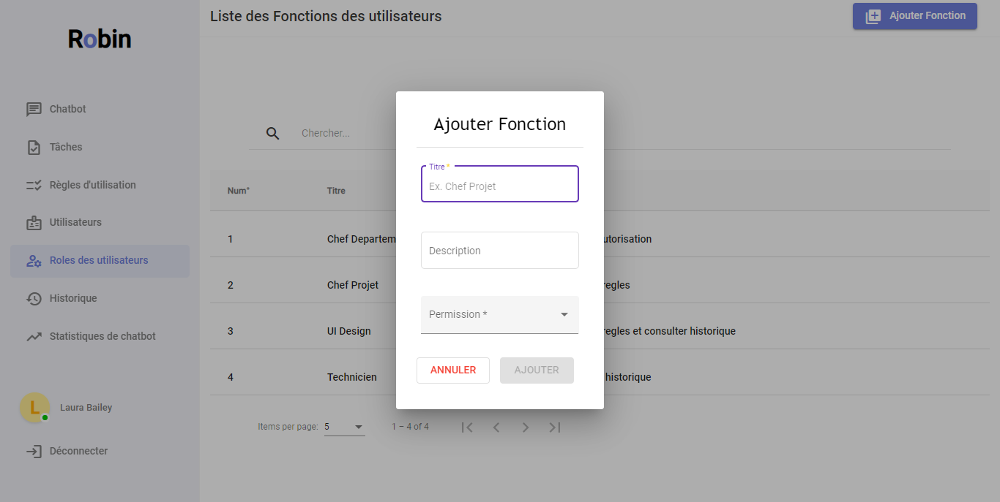 Robin
Chatbot
Tâches
Règles d'utilisation
Utilisateurs
Roles des utilisateurs
Historique
Statistiques de chatbot
L
Laura Bailey
Déconnecter
Liste des Fonctions des utilisateurs
Ajouter Fonction
Chercher...
Num* Titre
1 Chef Departem utorisation
2 Chef Projet regles
3 UI Design regles et consulter historique
4 Technicien historique
Items per page: 5 1 – 4 of 4
Ajouter Fonction
Titre *
Ex. Chef Projet
Description
Permission *
ANNULER AJOUTER